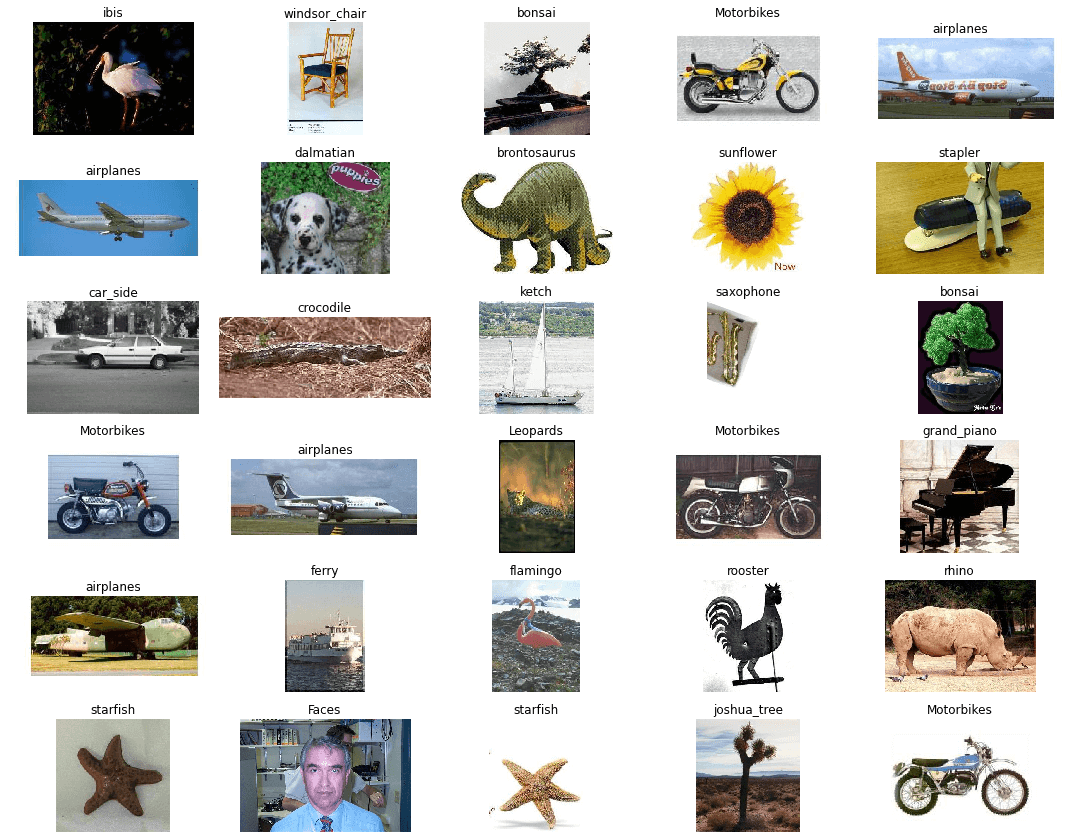 ibis
windsor_chair
bonsai
Motorbikes
airplanes
airplanes
dalmatian
puppies
brontosaurus
sunflower
Now
stapler
car_side
crocodile
ketch
saxophone
bonsai
Motorbikes
airplanes
Leopards
Motorbikes
grand_piano
airplanes
ferry
flamingo
rooster
rhino
starfish
Faces
starfish
joshua_tree
Motorbikes